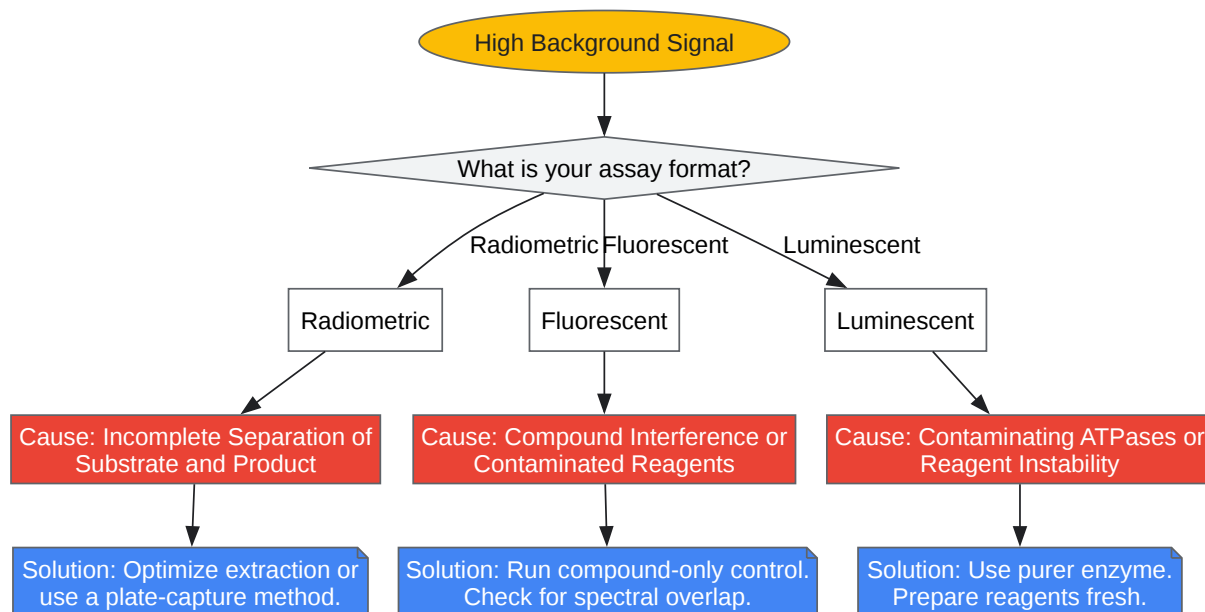 High Background Signal
What is your assay format?
Radiometric
Fluorescent
Luminescent
Radiometric
Fluorescent
Luminescent
Cause: Incomplete Separation of
Substrate and Product
Cause: Compound Interference or
Contaminated Reagents
Cause: Contaminating ATPases or
Reagent Instability
Solution: Optimize extraction or
use a plate-capture method.
Solution: Run compound-only control.
Check for spectral overlap.
Solution: Use purer enzyme.
Prepare reagents fresh.